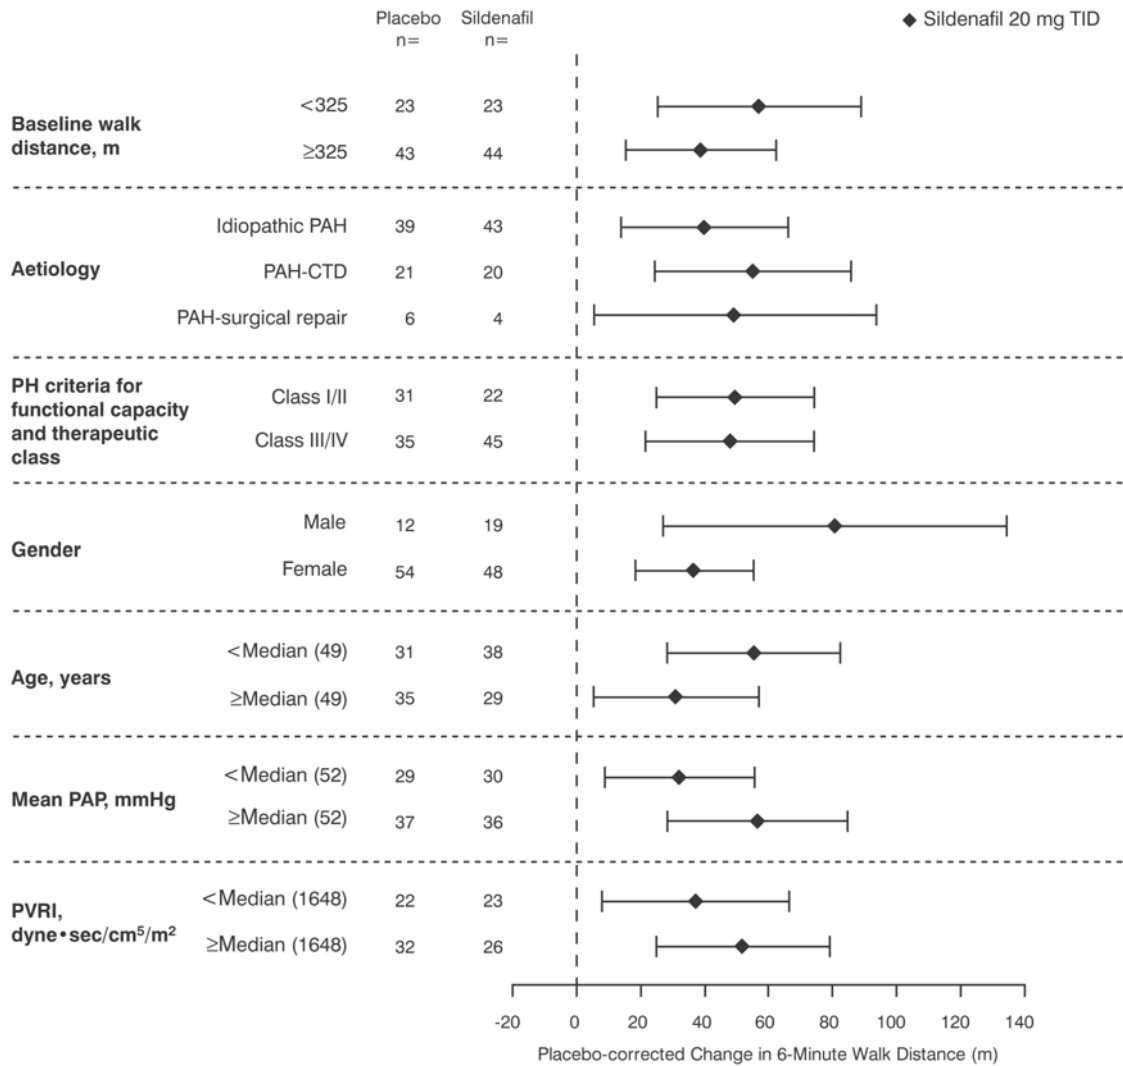 Placebo Sildenafil
n= n=
◆ Sildenafil 20 mg TID
Baseline walk
distance, m
<325 23 23
≥325 43 44
Aetiology
Idiopathic PAH 39 43
PAH-CTD 21 20
PAH-surgical repair 6 4
PH criteria for
functional capacity
and therapeutic
class
Class I/II 31 22
Class III/IV 35 45
Gender
Male 12 19
Female 54 48
Age, years
<Median (49) 31 38
≥Median (49) 35 29
Mean PAP, mmHg
<Median (52) 29 30
≥Median (52) 37 36
PVRI,
dyne•sec/cm⁵/m²
<Median (1648) 22 23
≥Median (1648) 32 26
-20 0 20 40 60 80 100 120 140
Placebo-corrected Change in 6-Minute Walk Distance (m)